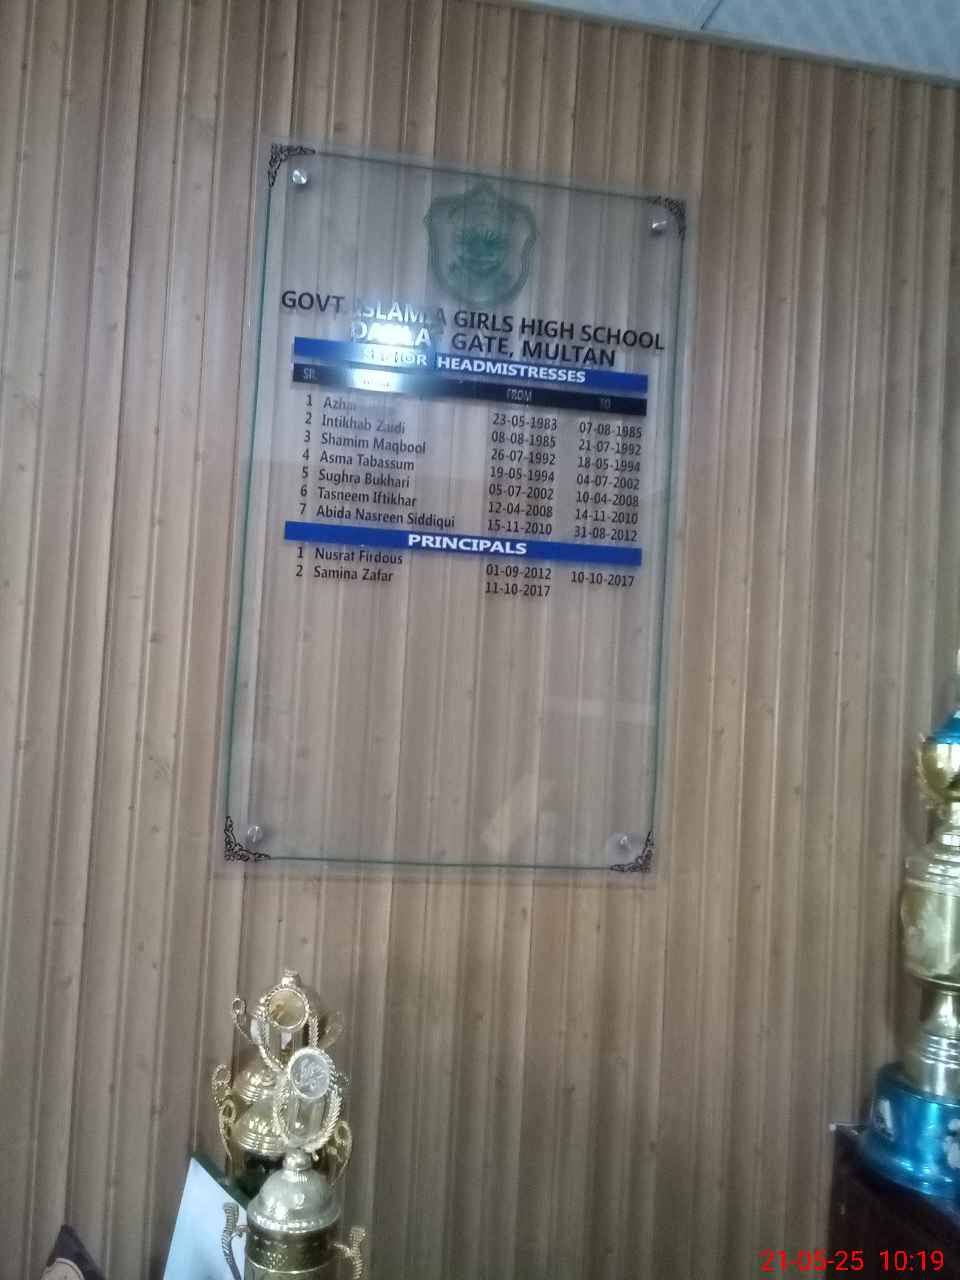 GOVT. ISLAMIA GIRLS HIGH SCHOOL
DAULAT GATE, MULTAN
SENIOR HEADMISTRESSES
SR. NAME FROM TO
1 23-05-1983 07-08-1985
2 Intikhab Zaidi 08-08-1985 21-07-1992
3 Shamim Maqbool 26-07-1992 18-05-1994
4 Asma Tabassum 19-05-1994 04-07-2002
5 Sughra Bukhari 05-07-2002 10-04-2008
6 Tasneem Iftikhar 12-04-2008 14-11-2010
7 Abida Nasreen Siddiqui 15-11-2010 31-08-2012
PRINCIPALS
1 Nusrat Firdous 01-09-2012 10-10-2017
2 Samina Zafar 11-10-2017
21-05-25 10:19